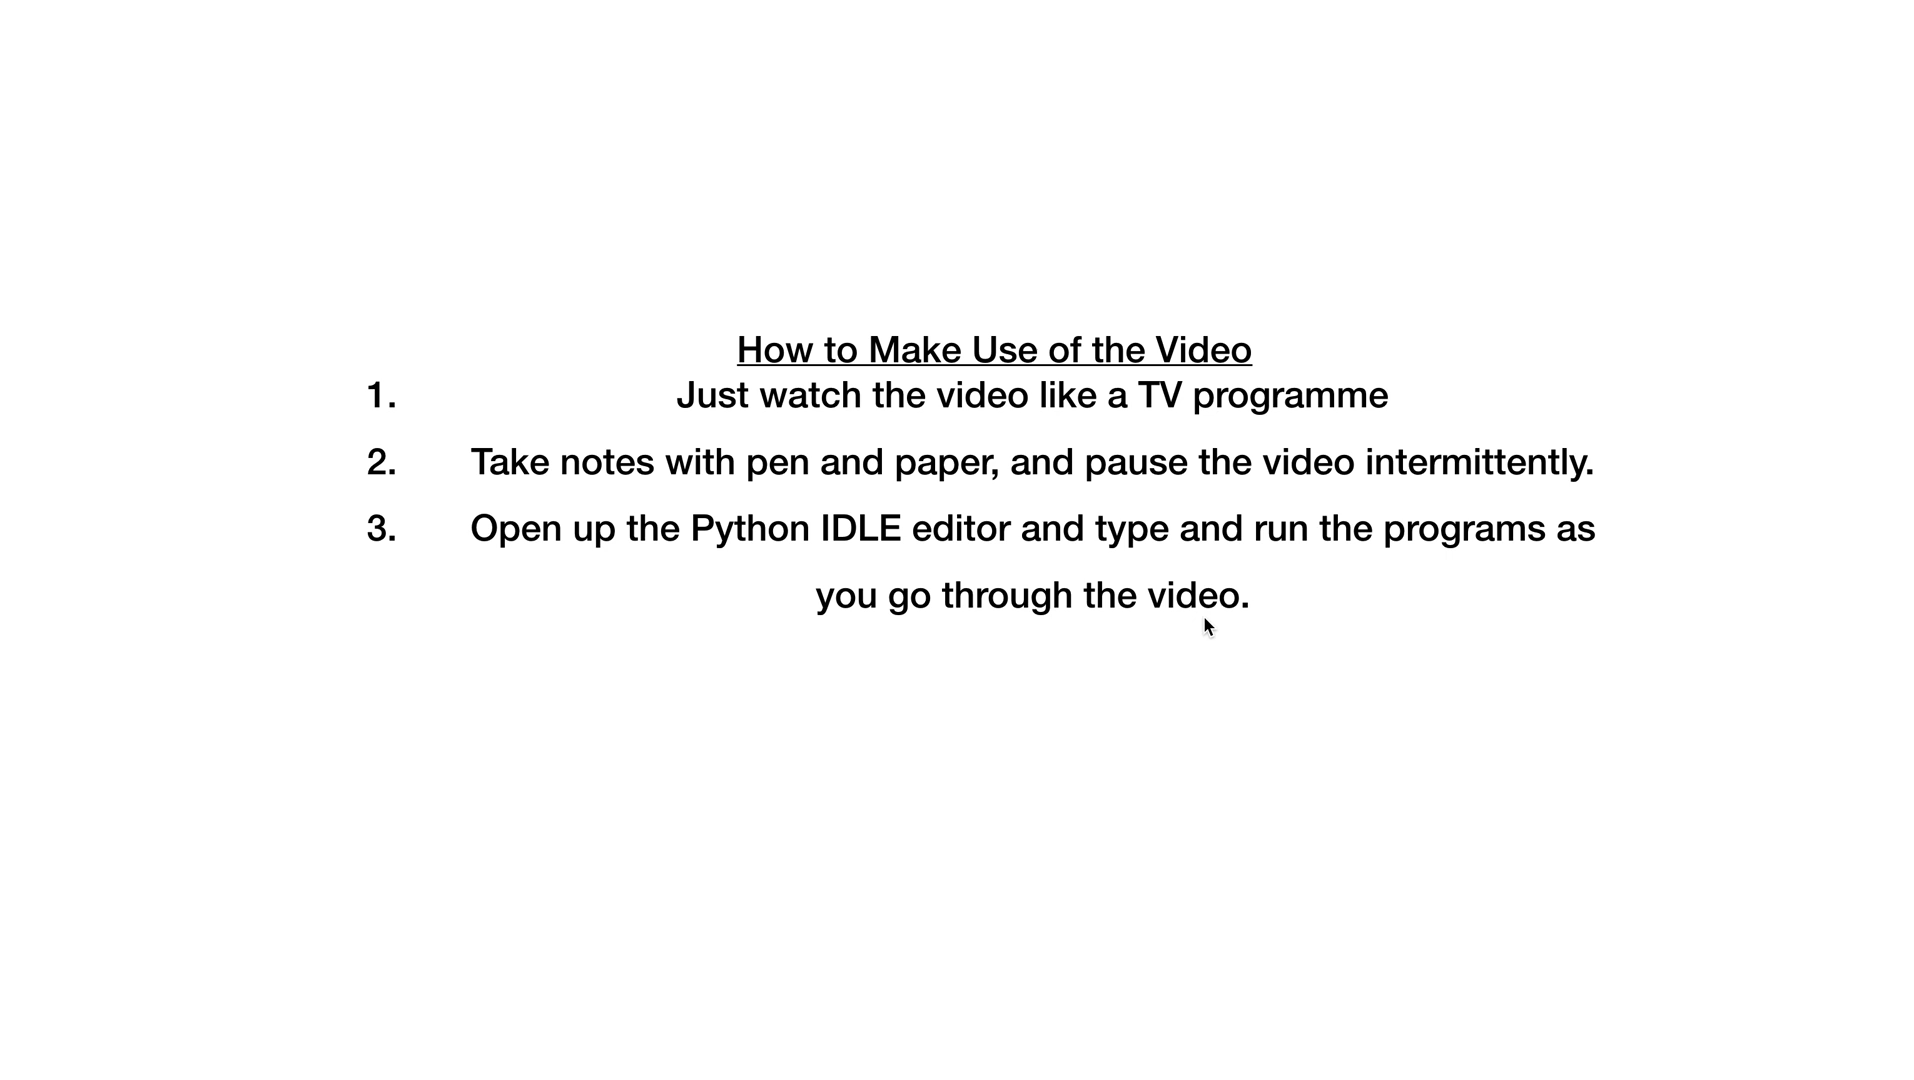 How to Make Use of the Video
1. Just watch the video like a TV programme
2. Take notes with pen and paper, and pause the video intermittently.
3. Open up the Python IDLE editor and type and run the programs as
you go through the video.